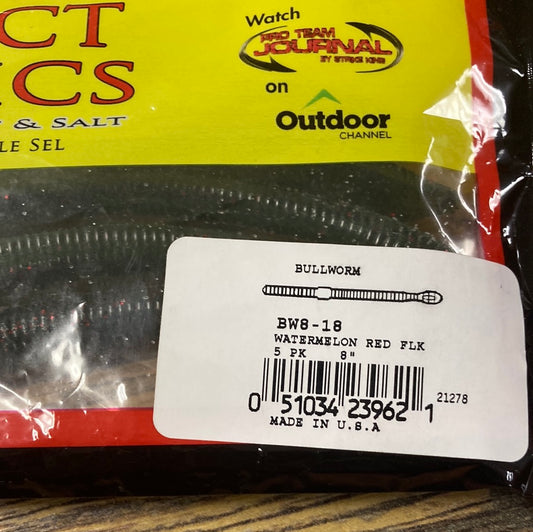 CT
Watch
PRO TEAM
JOURNAL
BY STRIKE KING
ICS
on
& SALT
LE SEL
Outdoor
CHANNEL
BULLWORM
BW8-18
WATERMELON RED FLK
5 PK 8"
0 51034 23962 1
21278
MADE IN U.S.A